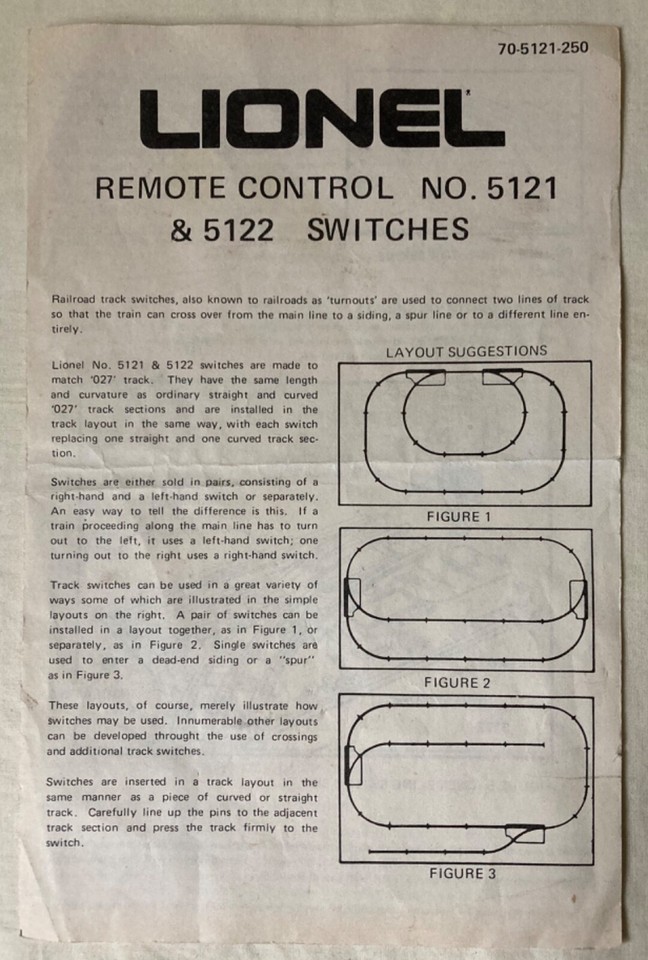 70-5121-250
LIONEL
REMOTE CONTROL NO. 5121
& 5122 SWITCHES
Railroad track switches, also known to railroads as 'turnouts' are used to connect two lines of track
so that the train can cross over from the main line to a siding, a spur line or to a different line en-
tirely.
Lionel No. 5121 & 5122 switches are made to
match '027' track. They have the same length
and curvature as ordinary straight and curved
'027' track sections and are installed in the
track layout in the same way, with each switch
replacing one straight and one curved track sec-
tion.
Switches are either sold in pairs, consisting of a
right-hand and a left-hand switch or separately.
An easy way to tell the difference is this. If a
train proceeding along the main line has to turn
out to the left, it uses a left-hand switch; one
turning out to the right uses a right-hand switch.
Track switches can be used in a great variety of
ways some of which are illustrated in the simple
layouts on the right. A pair of switches can be
installed in a layout together, as in Figure 1, or
separately, as in Figure 2. Single switches are
used to enter a dead-end siding or a "spur"
as in Figure 3.
These layouts, of course, merely illustrate how
switches may be used. Innumerable other layouts
can be developed throught the use of crossings
and additional track switches.
Switches are inserted in a track layout in the
same manner as a piece of curved or straight
track. Carefully line up the pins to the adjacent
track section and press the track firmly to the
switch.
LAYOUT SUGGESTIONS
FIGURE 1
FIGURE 2
FIGURE 3